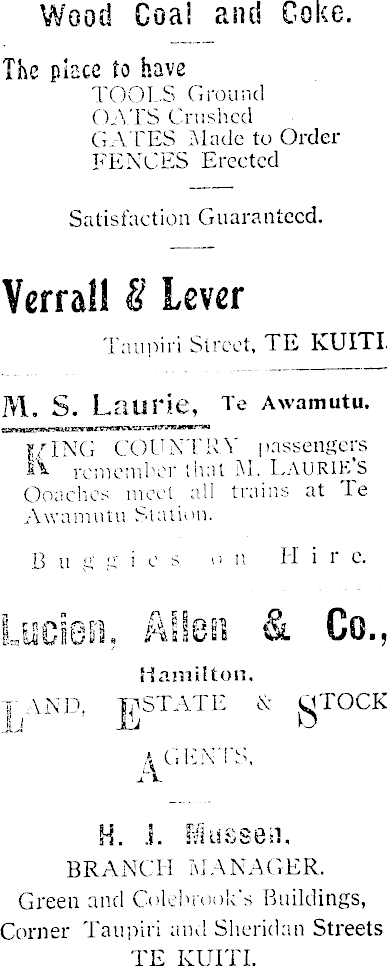 Wood Coal and Coke.
The place to have
TOOLS Ground
OATS Crushed
GATES Made to Order
FENCES Erected
Satisfaction Guaranteed.
Verrall & Lever
Taupiri Street, TE KUITI.
M. S. Laurie, Te Awamutu.
KING COUNTRY passengers
remember that M. LAURIE'S
Ooaches meet all trains at Te
Awamutu Station.
Buggies on Hire.
Lucien, Allen & Co.,
Hamilton.
LAND, ESTATE & STOCK
AGENTS.
H. J. Mussen,
BRANCH MANAGER.
Green and Colebrook's Buildings,
Corner Taupiri and Sheridan Streets
TE KUITI.